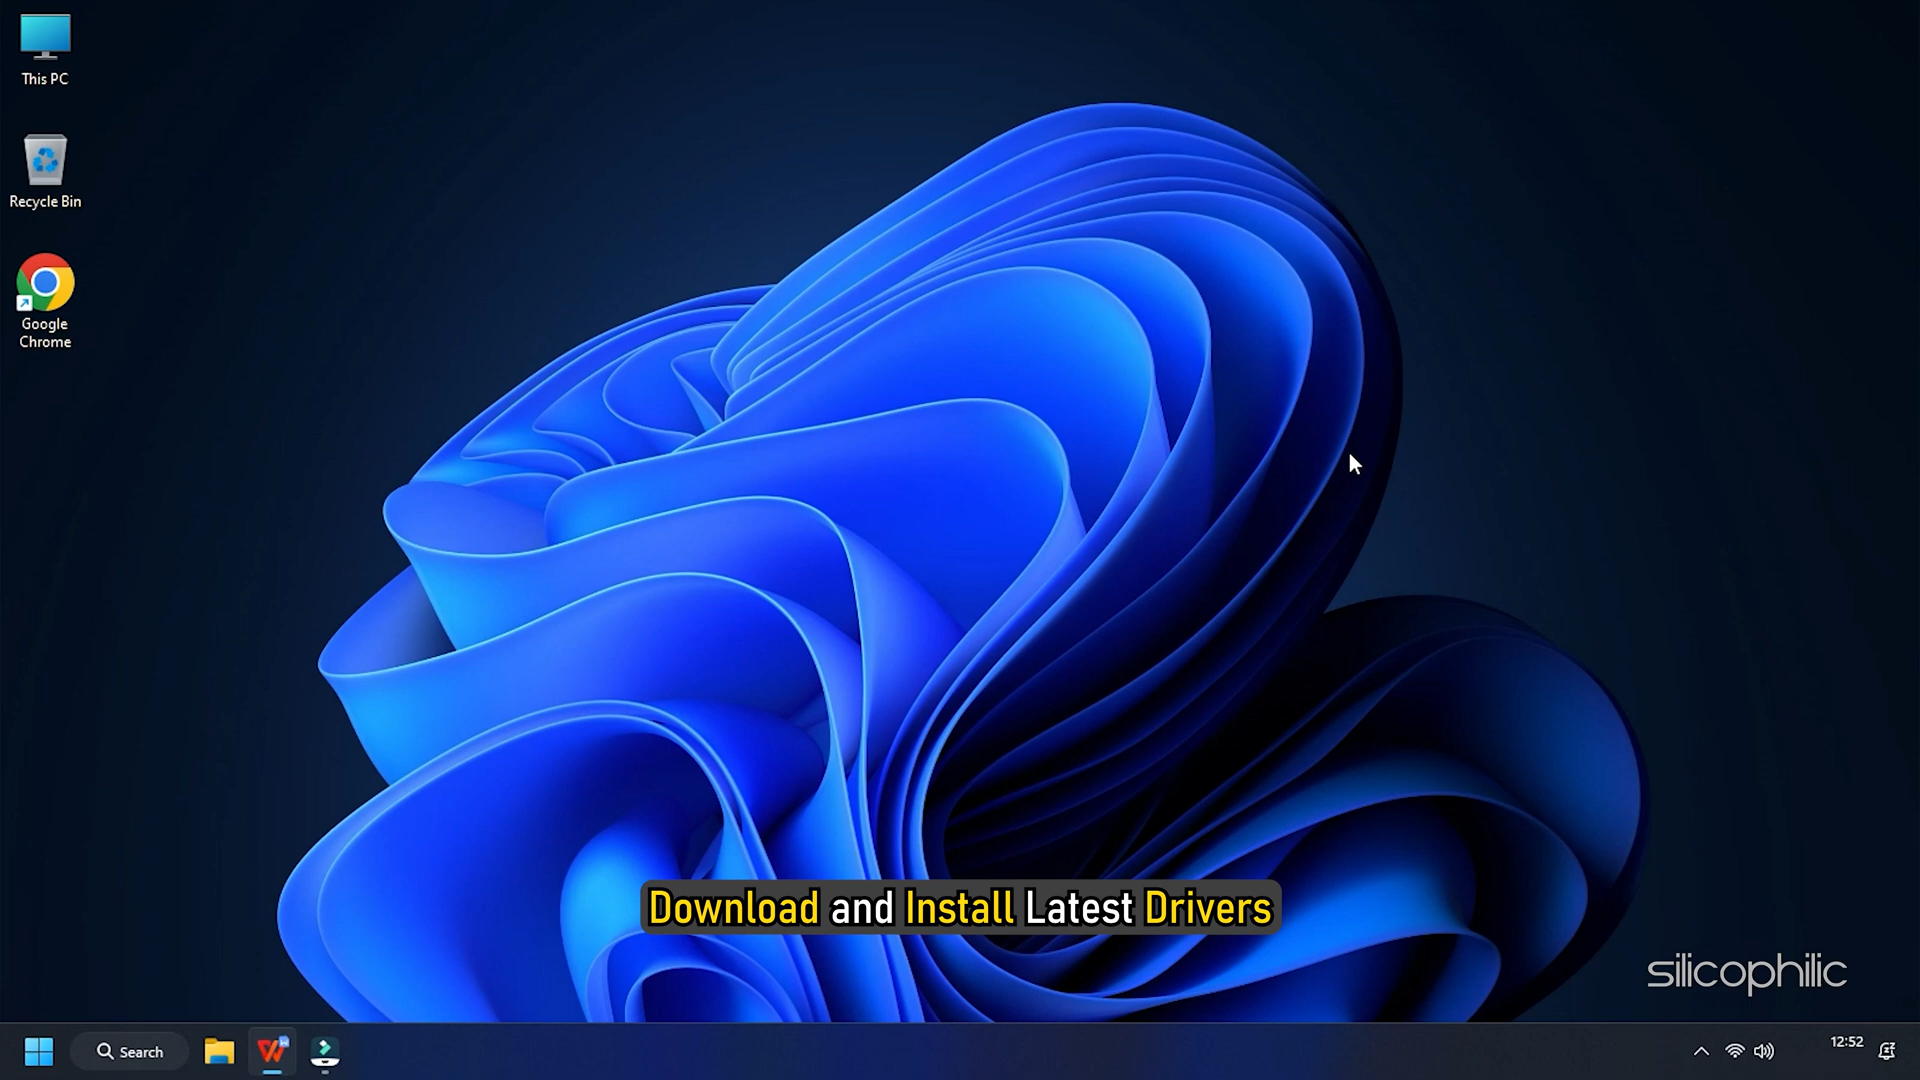 This PC
Recycle Bin
Google
Chrome
Download and Install Latest Drivers
silicophilic
Search
12:52